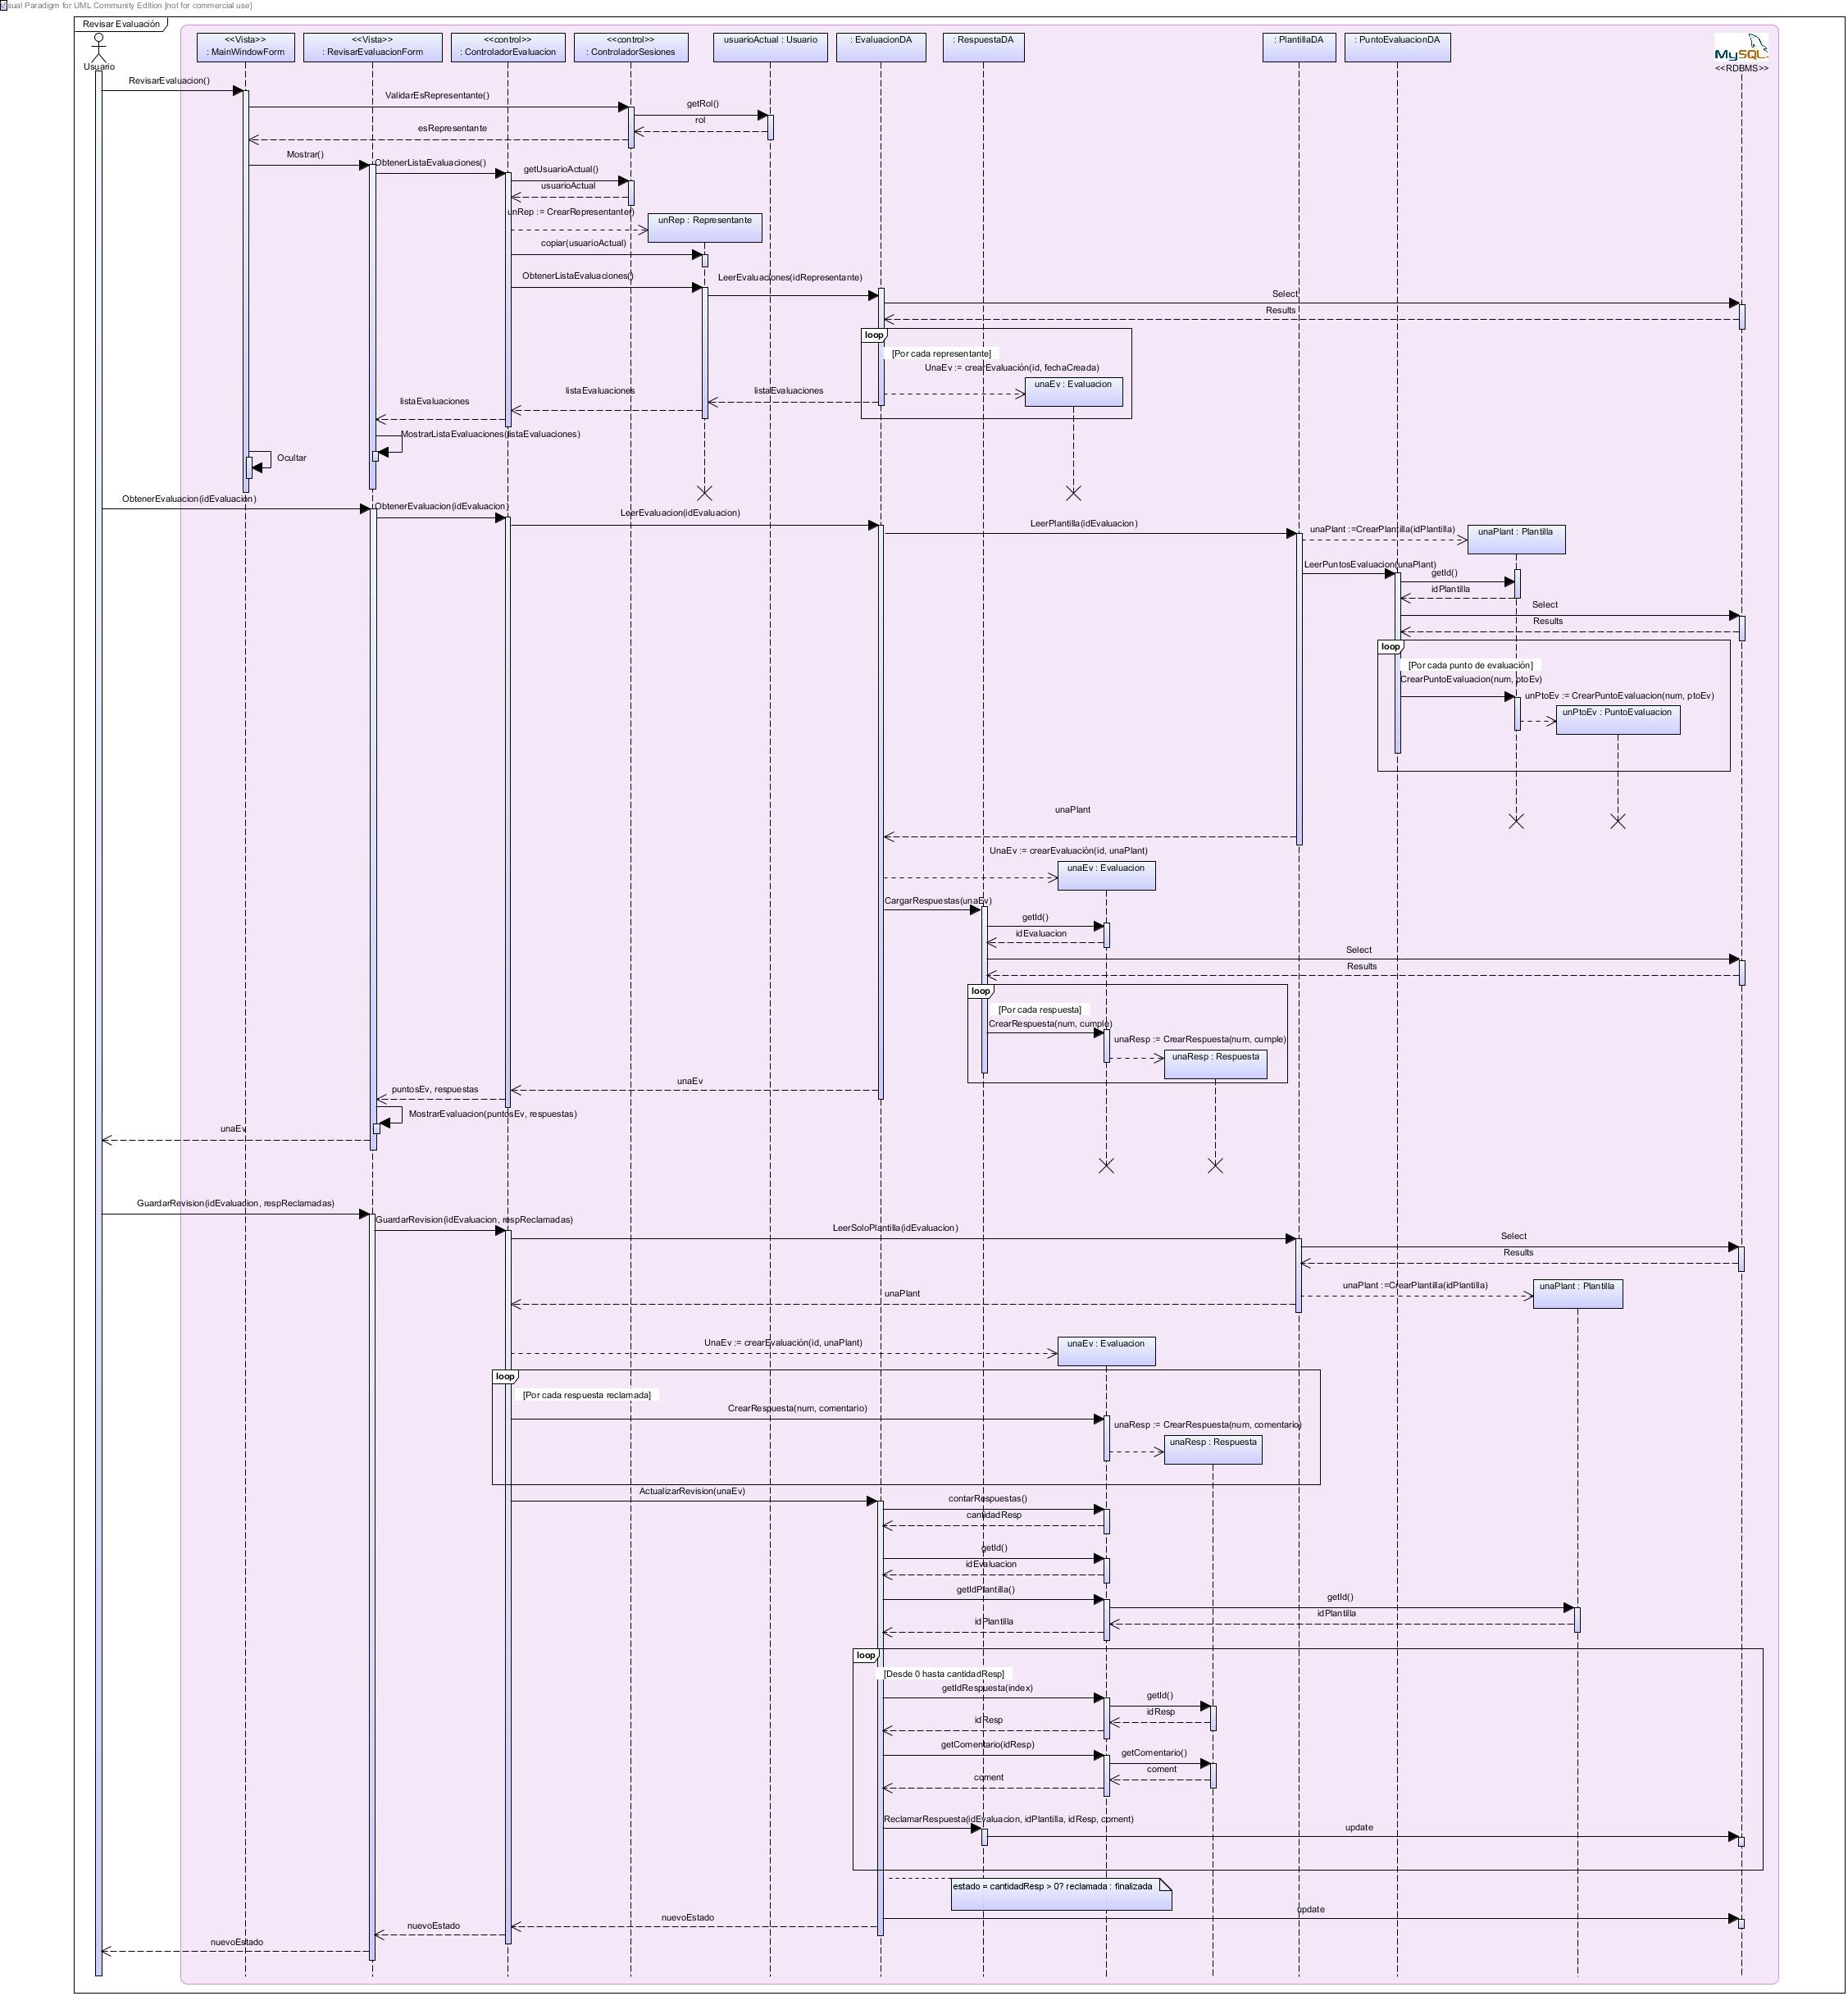 Visual Paradigm for UML Community Edition [not for commercial use]
Revisar Evaluación
Usuario
<<Vista>>
: MainWindowForm
<<Vista>>
: RevisarEvaluacionForm
<<control>>
: ControladorEvaluacion
<<control>>
: ControladorSesiones
usuarioActual : Usuario
: EvaluacionDA
: RespuestaDA
: PlantillaDA
: PuntoEvaluacionDA
MySQL
<<RDBMS>>
RevisarEvaluacion()
ValidarEsRepresentante()
getRol()
rol
esRepresentante
Mostrar()
ObtenerListaEvaluaciones()
getUsuarioActual()
usuarioActual
unRep := CrearRepresentante()
unRep : Representante
copiar(usuarioActual)
ObtenerListaEvaluaciones()
LeerEvaluaciones(idRepresentante)
Select
Results
loop
[Por cada representante]
UnaEv := crearEvaluación(id, fechaCreada)
unaEv : Evaluacion
listaEvaluaciones
listaEvaluaciones
listaEvaluaciones
MostrarListaEvaluaciones(listaEvaluaciones)
Ocultar
ObtenerEvaluacion(idEvaluacion)
ObtenerEvaluacion(idEvaluacion)
LeerEvaluacion(idEvaluacion)
LeerPlantilla(idEvaluacion)
unaPlant :=CrearPlantilla(idPlantilla)
unaPlant : Plantilla
LeerPuntosEvaluacion(unaPlant)
getId()
idPlantilla
Select
Results
loop
[Por cada punto de evaluación]
CrearPuntoEvaluacion(num, ptoEv)
unPtoEv := CrearPuntoEvaluacion(num, ptoEv)
unPtoEv : PuntoEvaluacion
unaPlant
UnaEv := crearEvaluación(id, unaPlant)
unaEv : Evaluacion
CargarRespuestas(unaEv)
getId()
idEvaluacion
Select
Results
loop
[Por cada respuesta]
CrearRespuesta(num, cumple)
unaResp := CrearRespuesta(num, cumple)
unaResp : Respuesta
unaEv
puntosEv, respuestas
MostrarEvaluacion(puntosEv, respuestas)
unaEv
GuardarRevision(idEvaluacion, respReclamadas)
GuardarRevision(idEvaluacion, respReclamadas)
LeerSoloPlantilla(idEvaluacion)
Select
Results
unaPlant :=CrearPlantilla(idPlantilla)
unaPlant : Plantilla
unaPlant
UnaEv := crearEvaluación(id, unaPlant)
unaEv : Evaluacion
loop
[Por cada respuesta reclamada]
CrearRespuesta(num, comentario)
unaResp := CrearRespuesta(num, comentario)
unaResp : Respuesta
ActualizarRevision(unaEv)
contarRespuestas()
cantidadResp
getId()
idEvaluacion
getIdPlantilla()
getId()
idPlantilla
idPlantilla
loop
[Desde 0 hasta cantidadResp]
getIdRespuesta(index)
getId()
idResp
idResp
getComentario(idResp)
getComentario()
coment
coment
ReclamarRespuesta(idEvaluacion, idPlantilla, idResp, coment)
update
estado = cantidadResp > 0? reclamada : finalizada
update
nuevoEstado
nuevoEstado
nuevoEstado